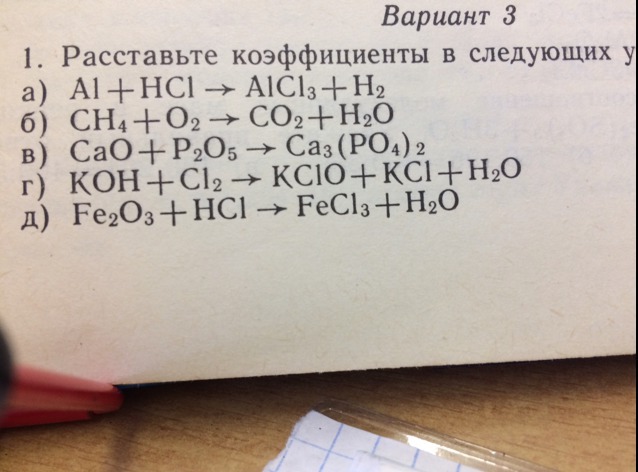 Вариант 3
1. Расставьте коэффициенты в следующих у
а) Al + HCl → AlCl₃ + H₂
б) CH₄ + O₂ → CO₂ + H₂O
в) CaO + P₂O₅ → Ca₃(PO₄)₂
г) KOH + Cl₂ → KClO + KCl + H₂O
д) Fe₂O₃ + HCl → FeCl₃ + H₂O